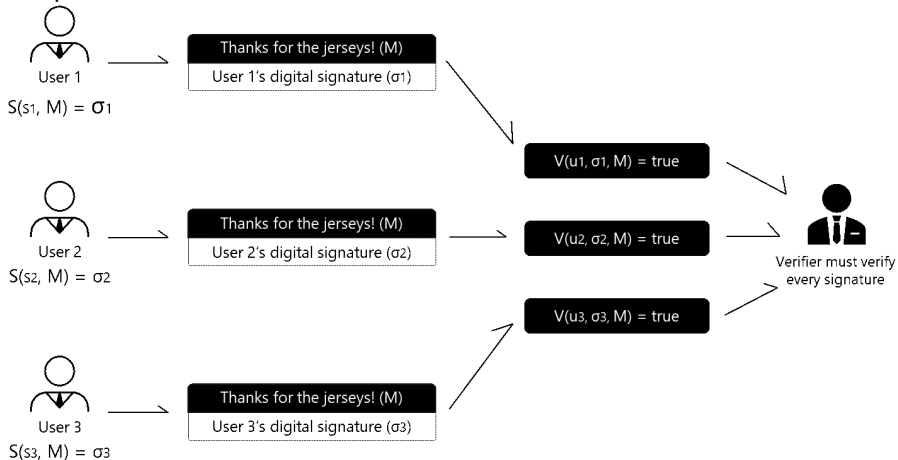 Thanks for the jerseys! (M)
User 1's digital signature (σ1)
User 1
S(s1, M) = σ1
V(u1, σ1, M) = true
Thanks for the jerseys! (M)
User 2's digital signature (σ2)
User 2
S(s2, M) = σ2
V(u2, σ2, M) = true
Verifier must verify
every signature
V(u3, σ3, M) = true
Thanks for the jerseys! (M)
User 3's digital signature (σ3)
User 3
S(s3, M) = σ3